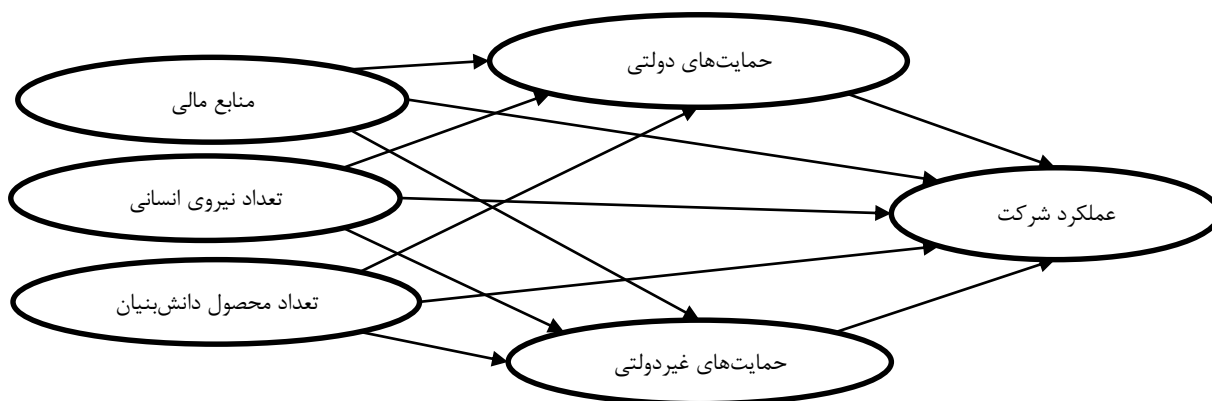 حمایت‌های دولتی
منابع مالی
تعداد نیروی انسانی
عملکرد شرکت
تعداد محصول دانش‌بنیان
حمایت‌های غیردولتی